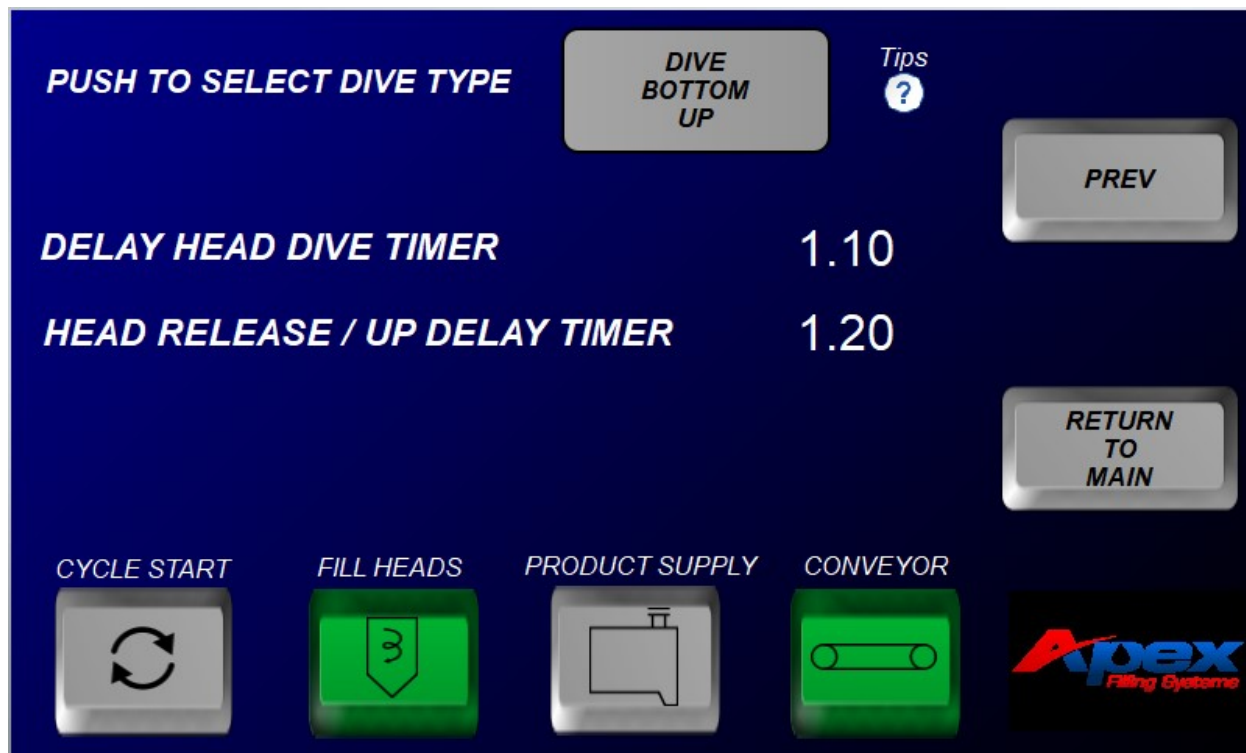 PUSH TO SELECT DIVE TYPE
DIVE
BOTTOM
UP
Tips
?
PREV
DELAY HEAD DIVE TIMER
1.10
HEAD RELEASE / UP DELAY TIMER
1.20
RETURN
TO
MAIN
CYCLE START
FILL HEADS
PRODUCT SUPPLY
CONVEYOR
Apex
Filling Systems